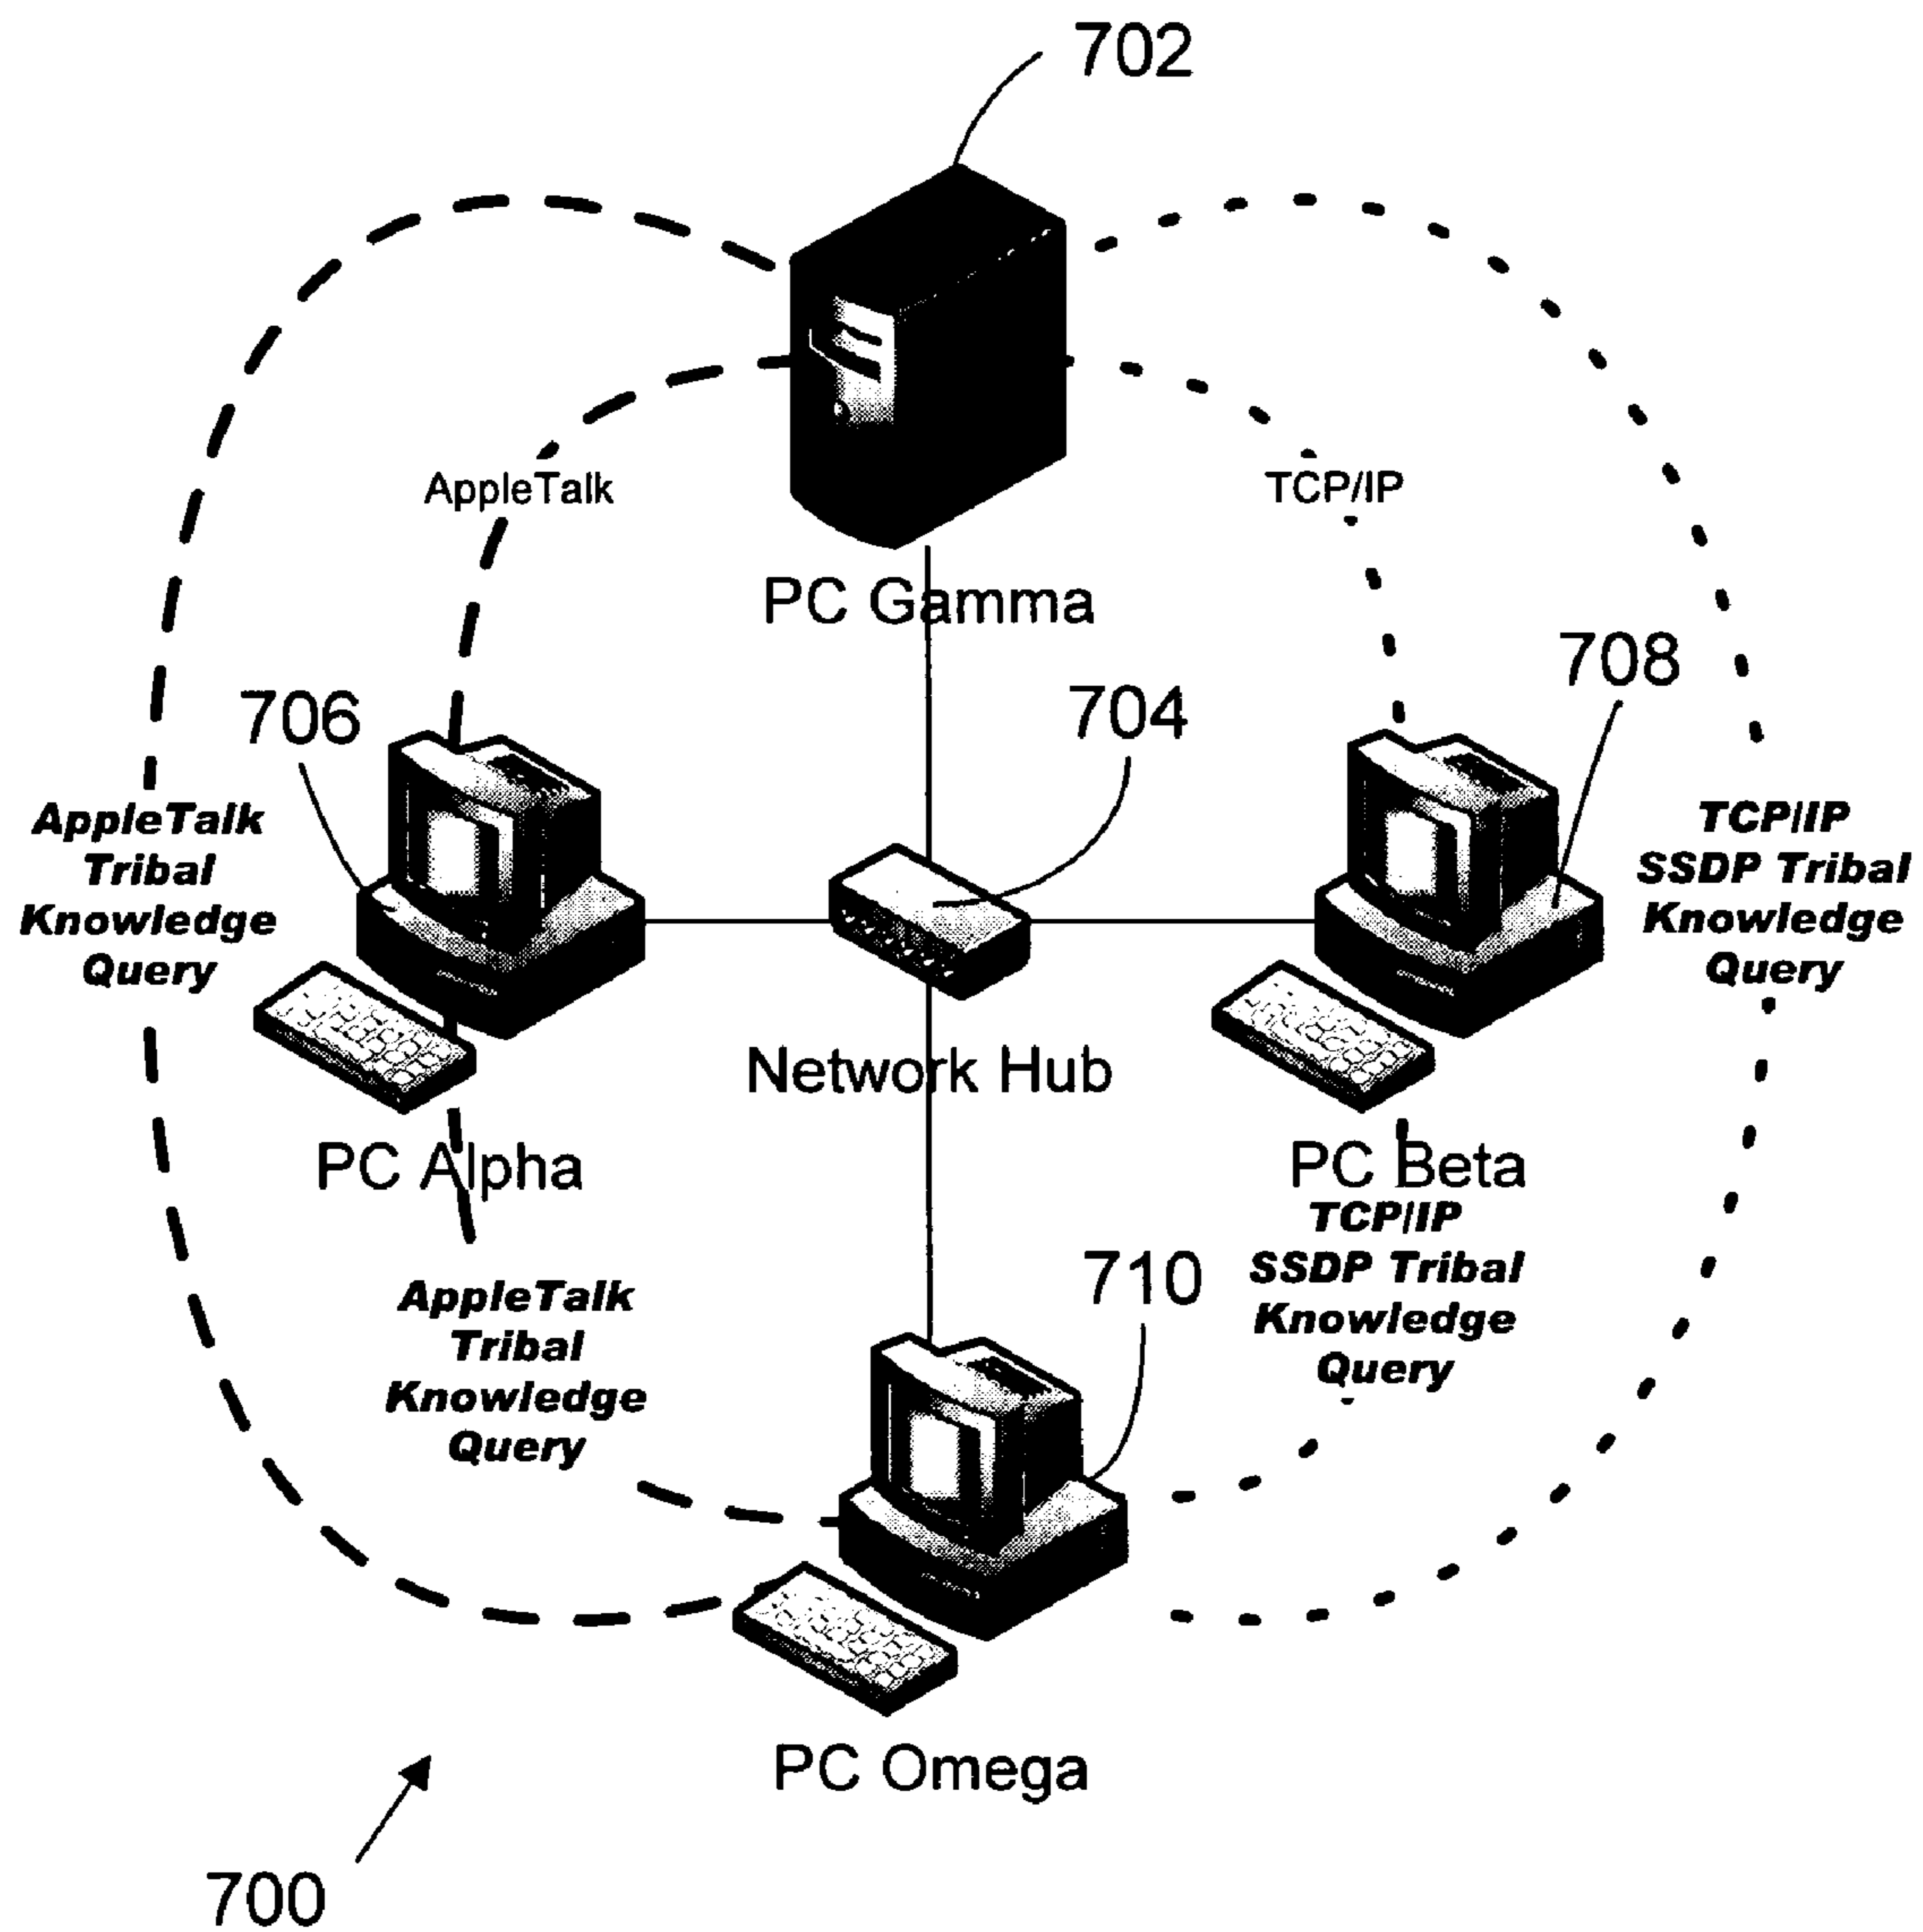 702
AppleTalk
TCP/IP
PC Gamma
708
706
704
AppleTalk
Tribal
Knowledge
Query
TCP/IP
SSDP Tribal
Knowledge
Query
Network Hub
PC Alpha
PC Beta
TCP/IP
SSDP Tribal
Knowledge
Query
710
AppleTalk
Tribal
Knowledge
Query
PC Omega
700